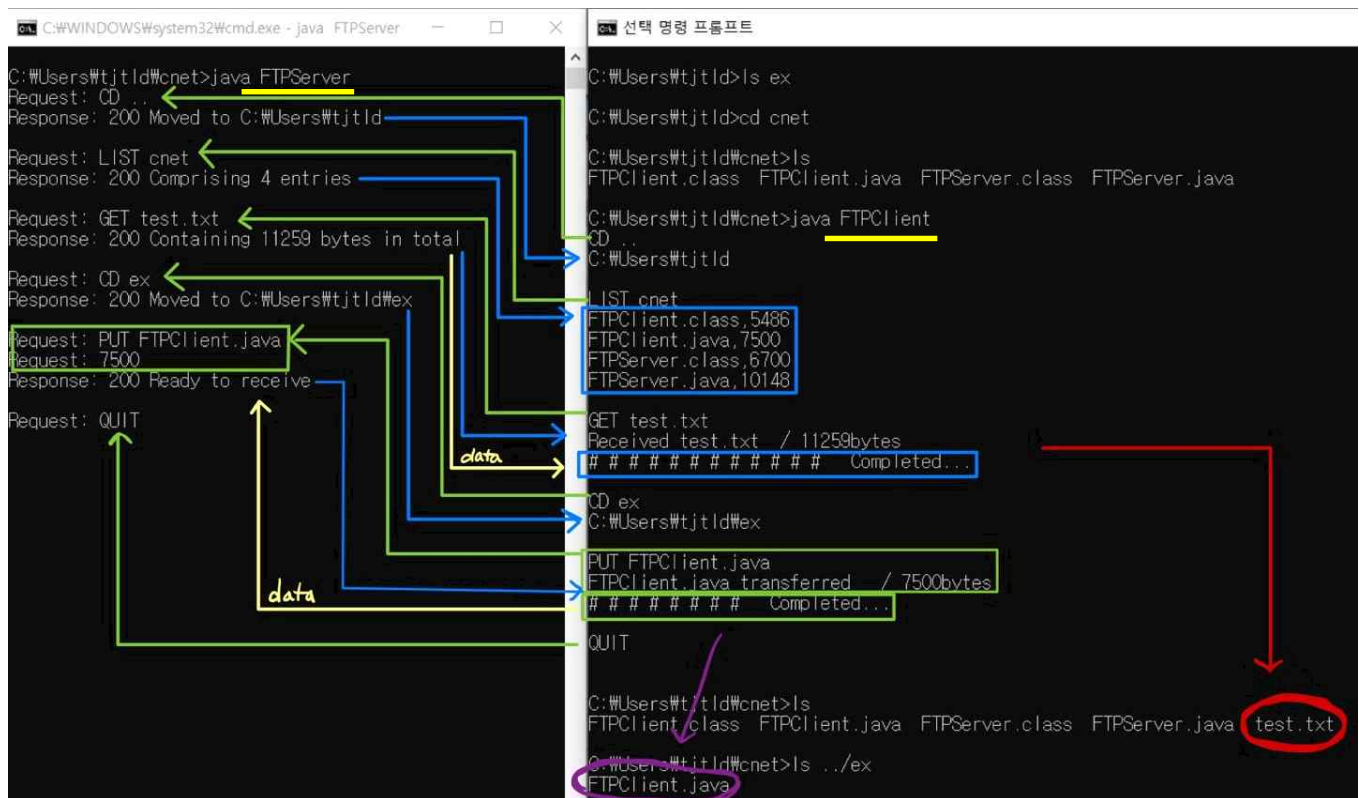 C:\WINDOWS\system32\cmd.exe - java FTPServer
C:₩Users₩tjtld₩cnet>java FTPServer
Request: CD ..
Response: 200 Moved to C:₩Users₩tjtld
Request: LIST cnet
Response: 200 Comprising 4 entries
Request: GET test.txt
Response: 200 Containing 11259 bytes in total
Request: CD ex
Response: 200 Moved to C:₩Users₩tjtld₩ex
Request: PUT FTPClient.java
Request: 7500
Response: 200 Ready to receive
Request: QUIT
data
data
선택 명령 프롬프트
C:₩Users₩tjtld>ls ex
C:₩Users₩tjtld>cd cnet
C:₩Users₩tjtld₩cnet>ls
FTPClient.class FTPClient.java FTPServer.class FTPServer.java
C:₩Users₩tjtld₩cnet>java FTPClient
CD ..
C:₩Users₩tjtld
LIST cnet
FTPClient.class,5486
FTPClient.java,7500
FTPServer.class,6700
FTPServer.java,10148
GET test.txt
Received test.txt / 11259bytes
# # # # # # # # # # # # Completed...
CD ex
C:₩Users₩tjtld₩ex
PUT FTPClient.java
FTPClient.java transferred / 7500bytes
# # # # # # # # Completed...
QUIT
C:₩Users₩tjtld₩cnet>ls
FTPClient.class FTPClient.java FTPServer.class FTPServer.java test.txt
C:₩Users₩tjtld₩cnet>ls ../ex
FTPClient.java